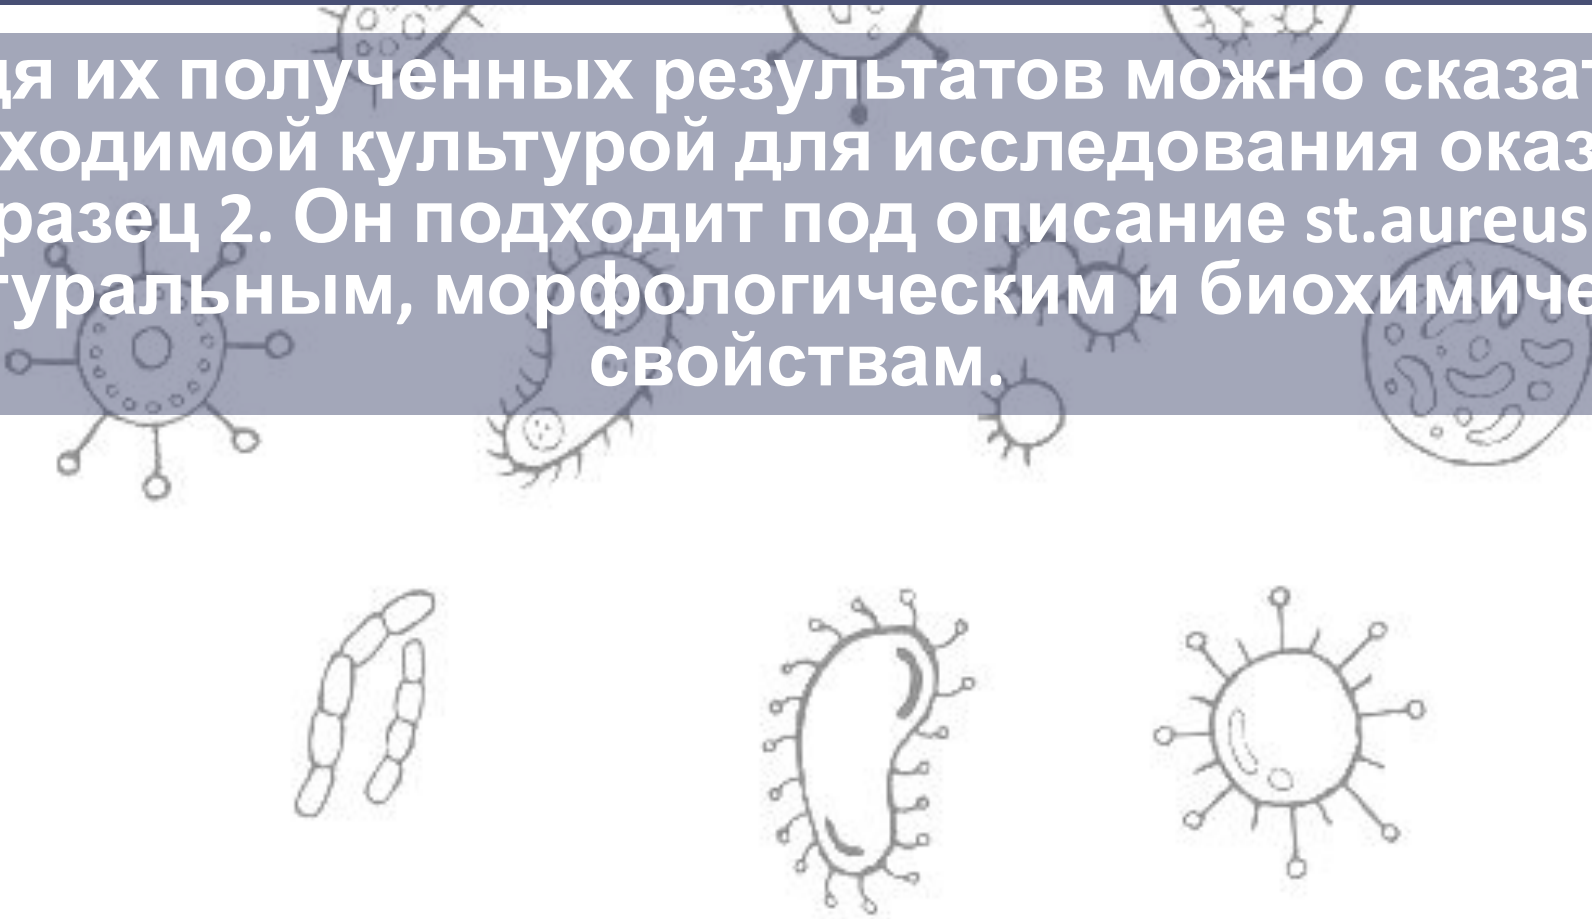 дя их полученных результатов можно сказат
ходимой культурой для исследования оказ
разец 2. Он подходит под описание st.aureus
туральным, морфологическим и биохимиче
свойствам.